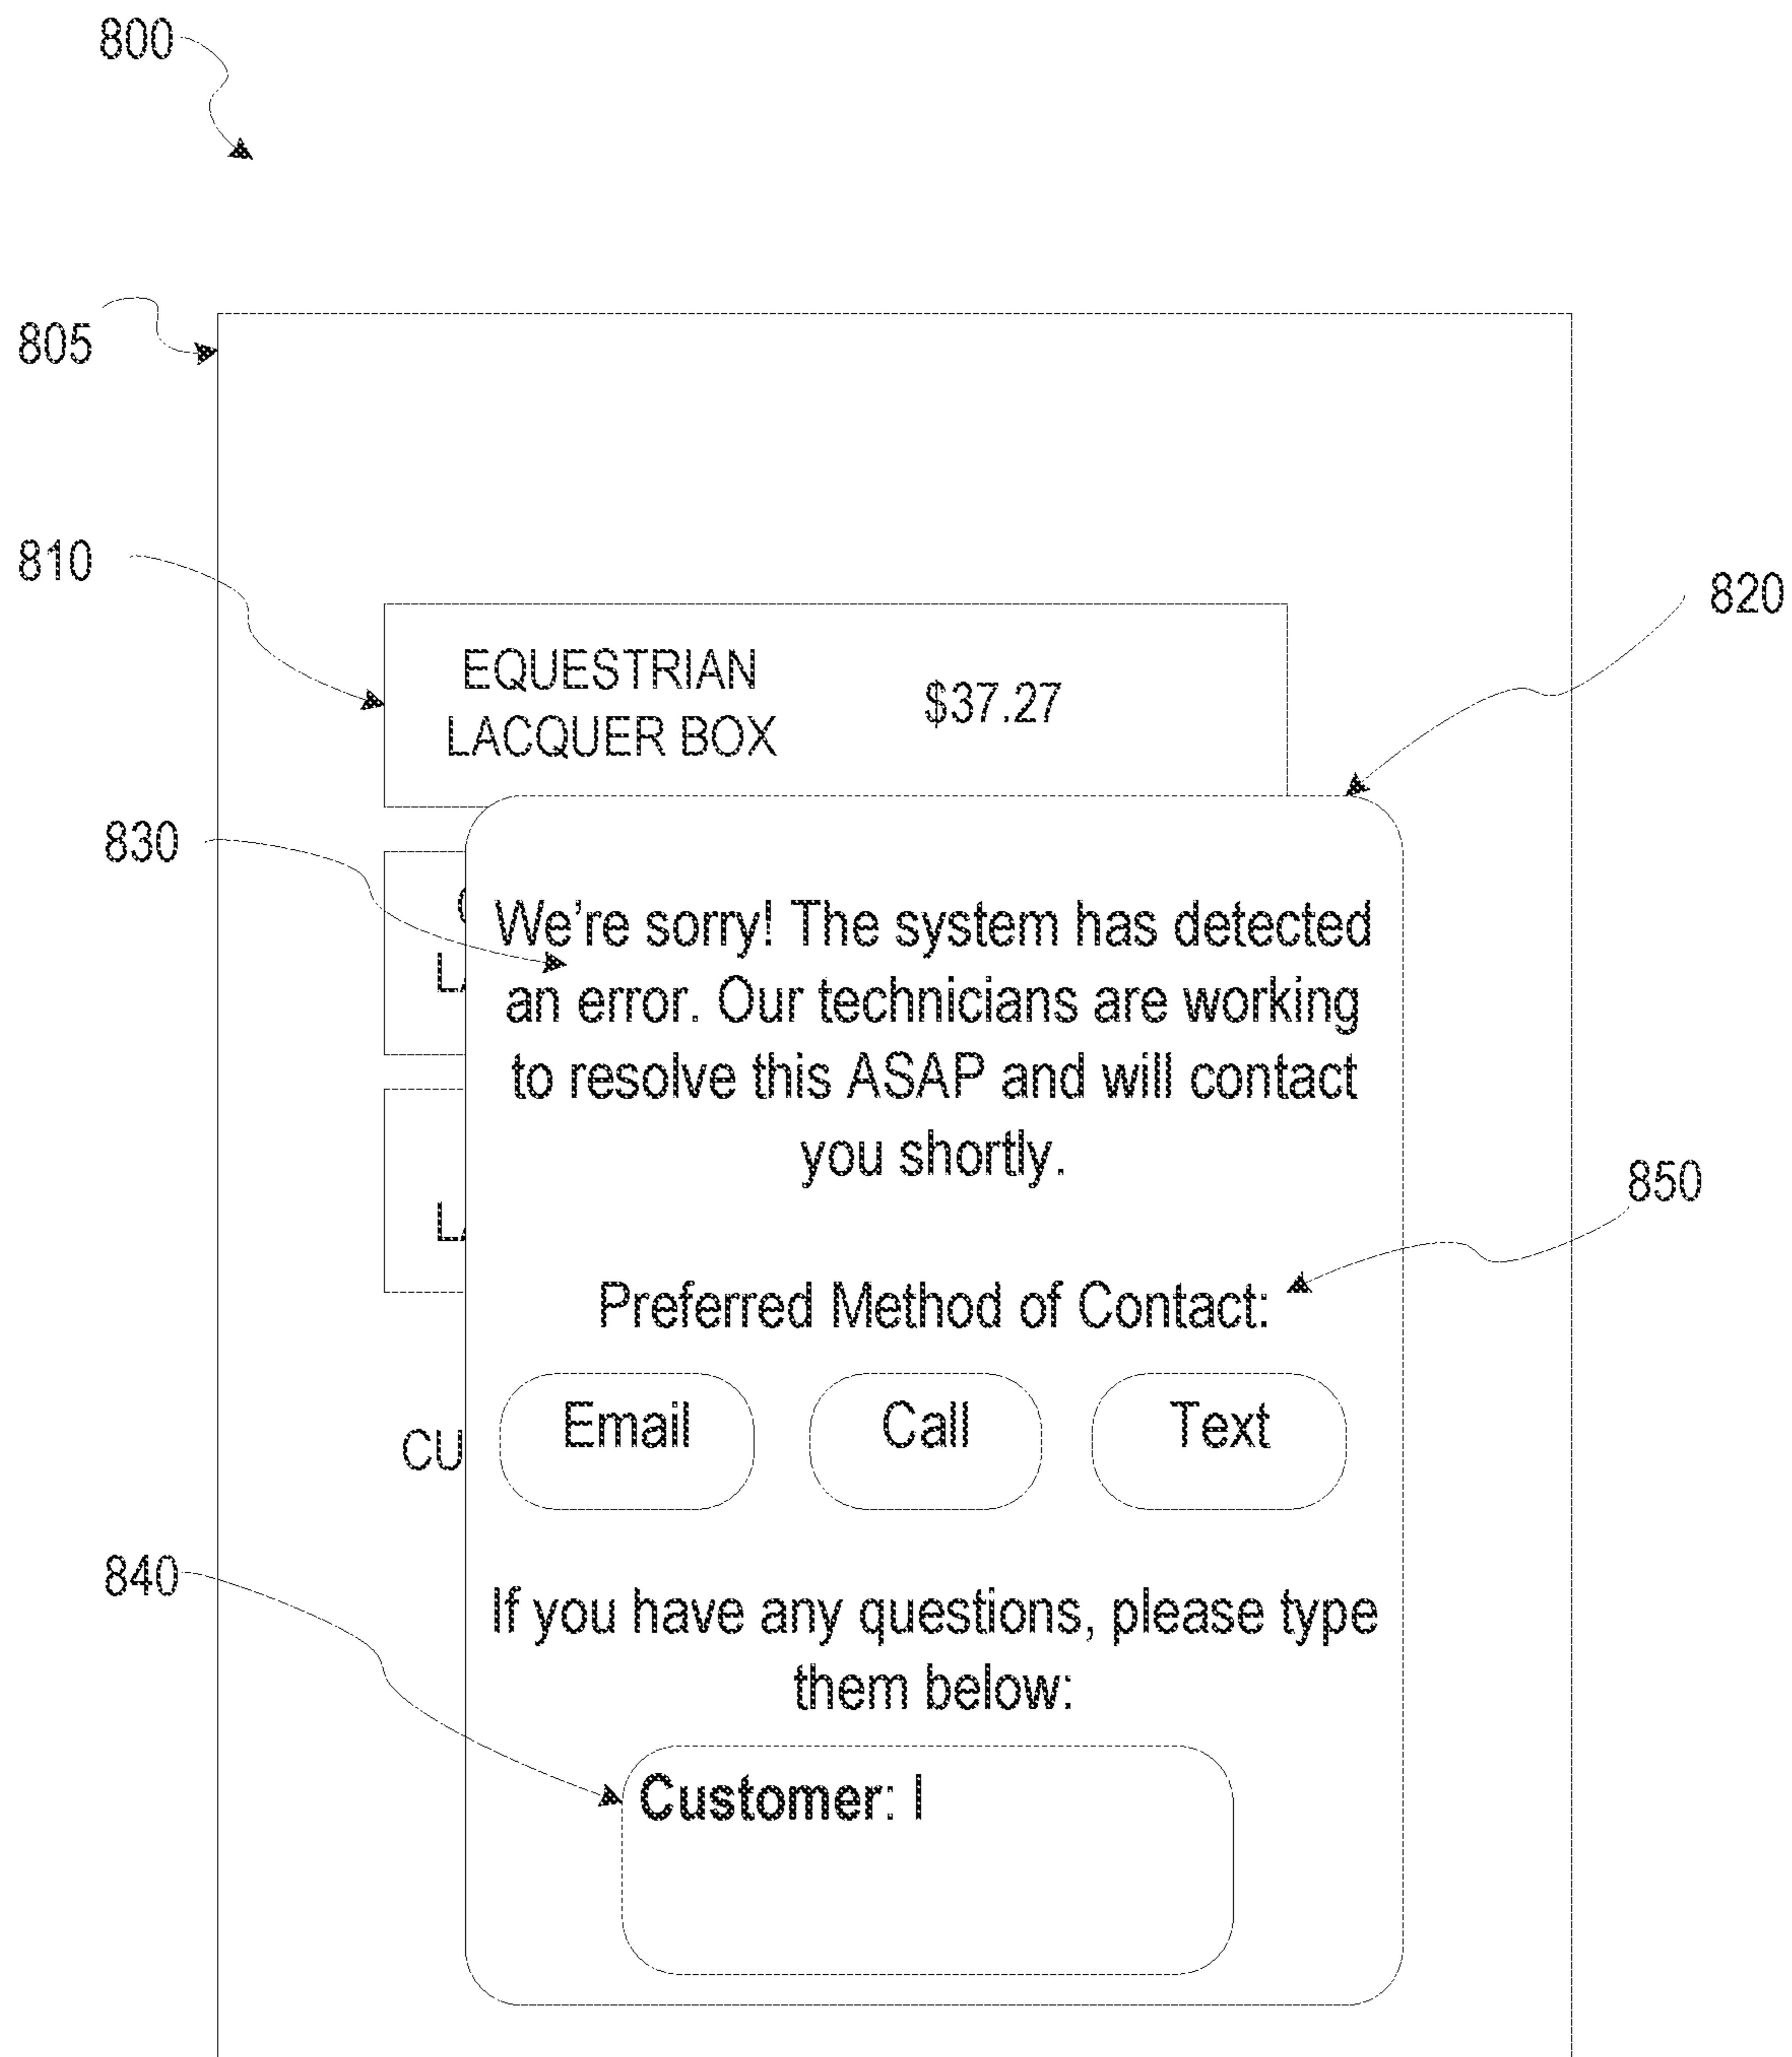 800
805
810
820
EQUESTRIAN
LACQUER BOX
$37.27
830
We're sorry! The system has detected
an error. Our technicians are working
to resolve this ASAP and will contact
you shortly.
850
Preferred Method of Contact:
Email Call Text
CU
840
If you have any questions, please type
them below:
Customer: I